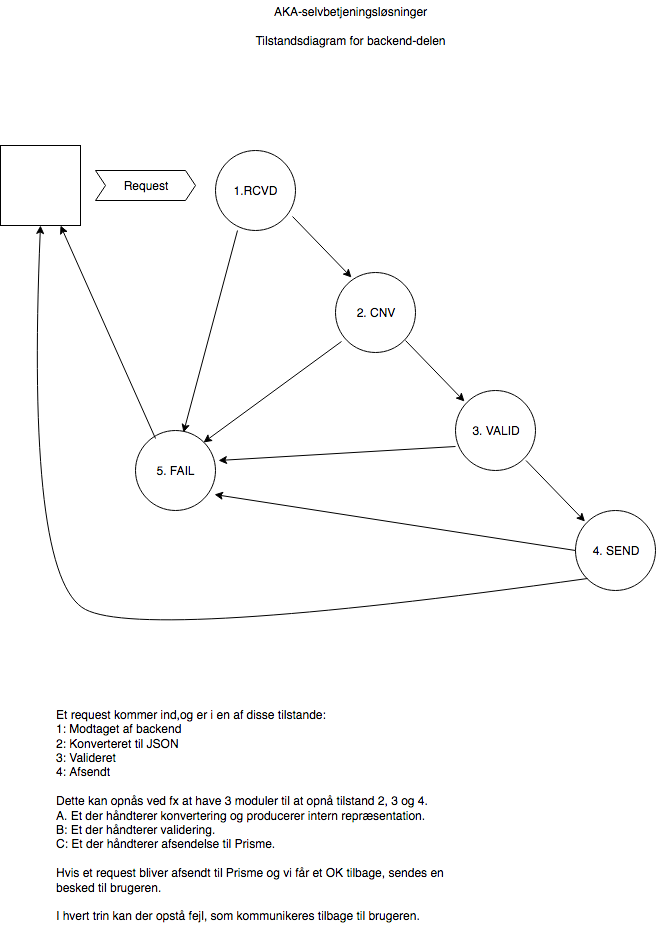 AKA-selvbetjeningsløsninger
Tilstandsdiagram for backend-delen
Request
1.RCVD
2. CNV
3. VALID
5. FAIL
4. SEND
Et request kommer ind,og er i en af disse tilstande:
1: Modtaget af backend
2: Konverteret til JSON
3: Valideret
4: Afsendt
Dette kan opnås ved fx at have 3 moduler til at opnå tilstand 2, 3 og 4.
A. Et der håndterer konvertering og producerer intern repræsentation.
B: Et der håndterer validering.
C: Et der håndterer afsendelse til Prisme.
Hvis et request bliver afsendt til Prisme og vi får et OK tilbage, sendes en
besked til brugeren.
I hvert trin kan der opstå fejl, som kommunikeres tilbage til brugeren.